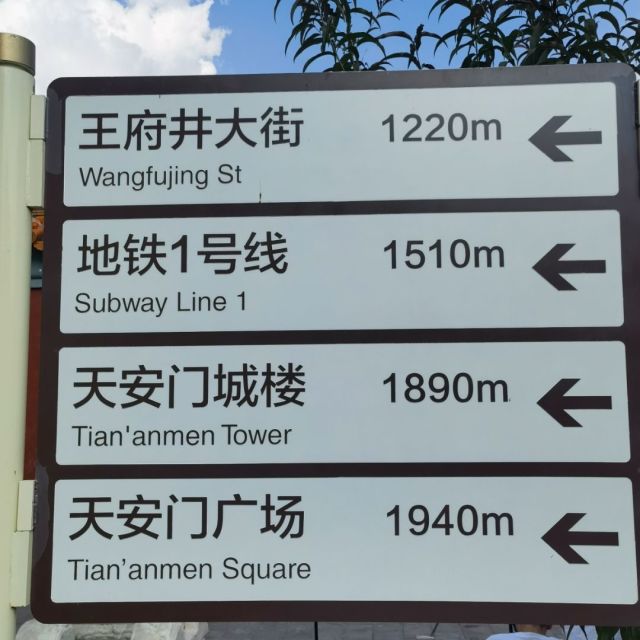 王府井大街 1220m
Wangfujing St
地铁1号线 1510m
Subway Line 1
天安门城楼 1890m
Tian'anmen Tower
天安门广场 1940m
Tian’anmen Square